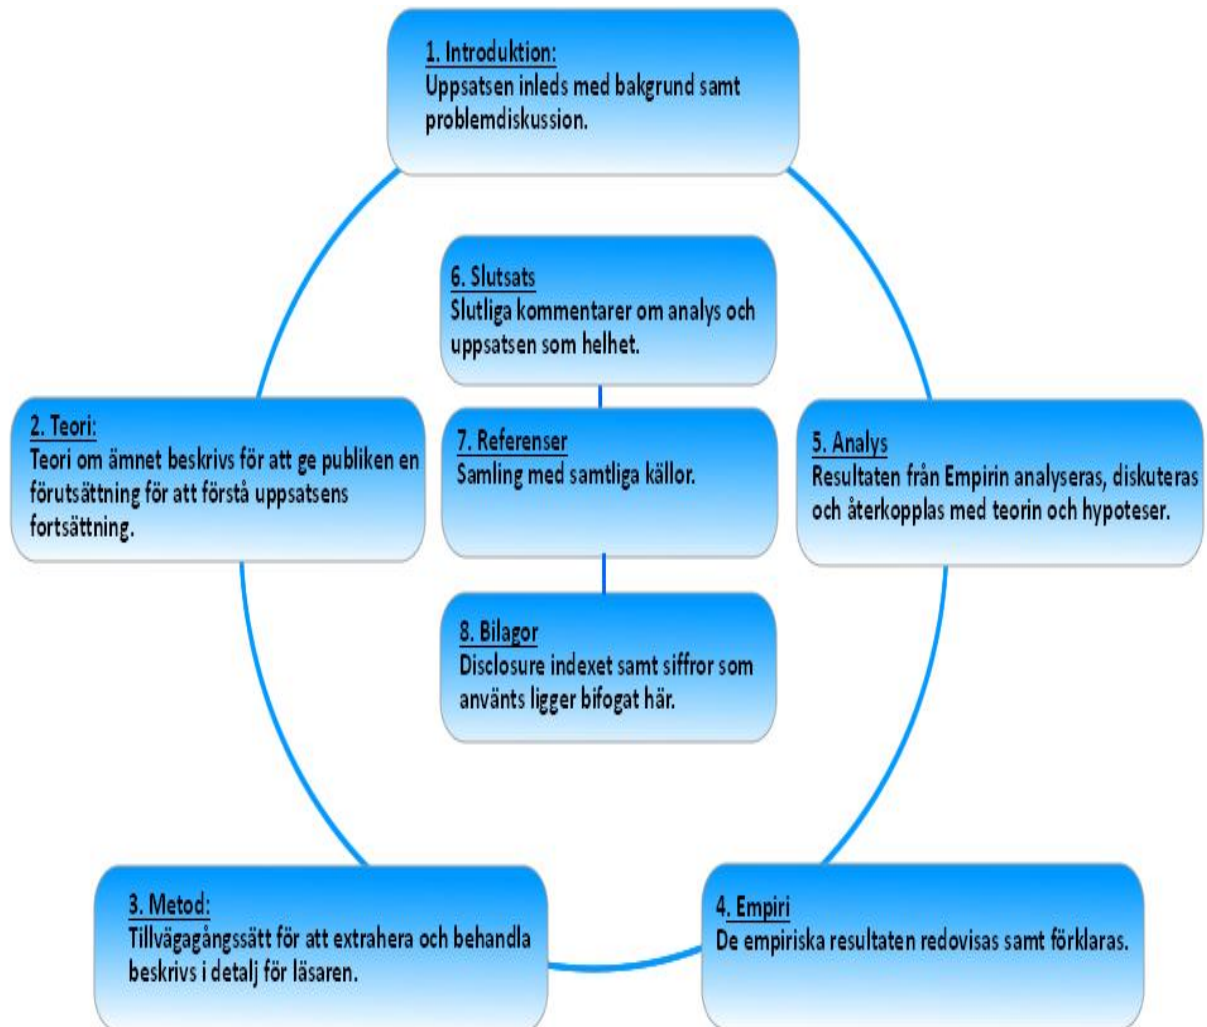 1. Introduktion:
Uppsatsen inleds med bakgrund samt
problemdiskussion.
2. Teori:
Teori om ämnet beskrivs för att ge publiken en
förutsättning för att förstå uppsatsens
fortsättning.
3. Metod:
Tillvägagångssätt för att extrahera och behandla
beskrivs i detalj för läsaren.
4. Empiri
De empiriska resultaten redovisas samt förklaras.
5. Analys
Resultaten från Empirin analyseras, diskuteras
och återkopplas med teorin och hypoteser.
6. Slutsats
Slutliga kommentarer om analys och
uppsatsen som helhet.
7. Referenser
Samling med samtliga källor.
8. Bilagor
Disclosure indexet samt siffror som
använts ligger bifogat här.